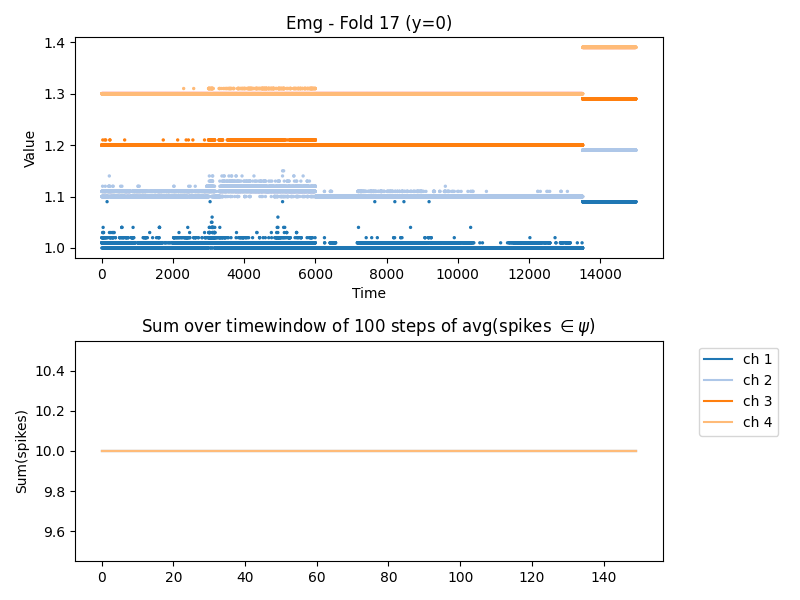 Emg - Fold 17 (y=0)
1.4
1.3
1.2
1.1
1.0
Value
0 2000 4000 6000 8000 10000 12000 14000
Time
Sum over timewindow of 100 steps of avg(spikes ∈ ψ)
10.4
10.2
10.0
9.8
9.6
Sum(spikes)
0 20 40 60 80 100 120 140
ch 1
ch 2
ch 3
ch 4